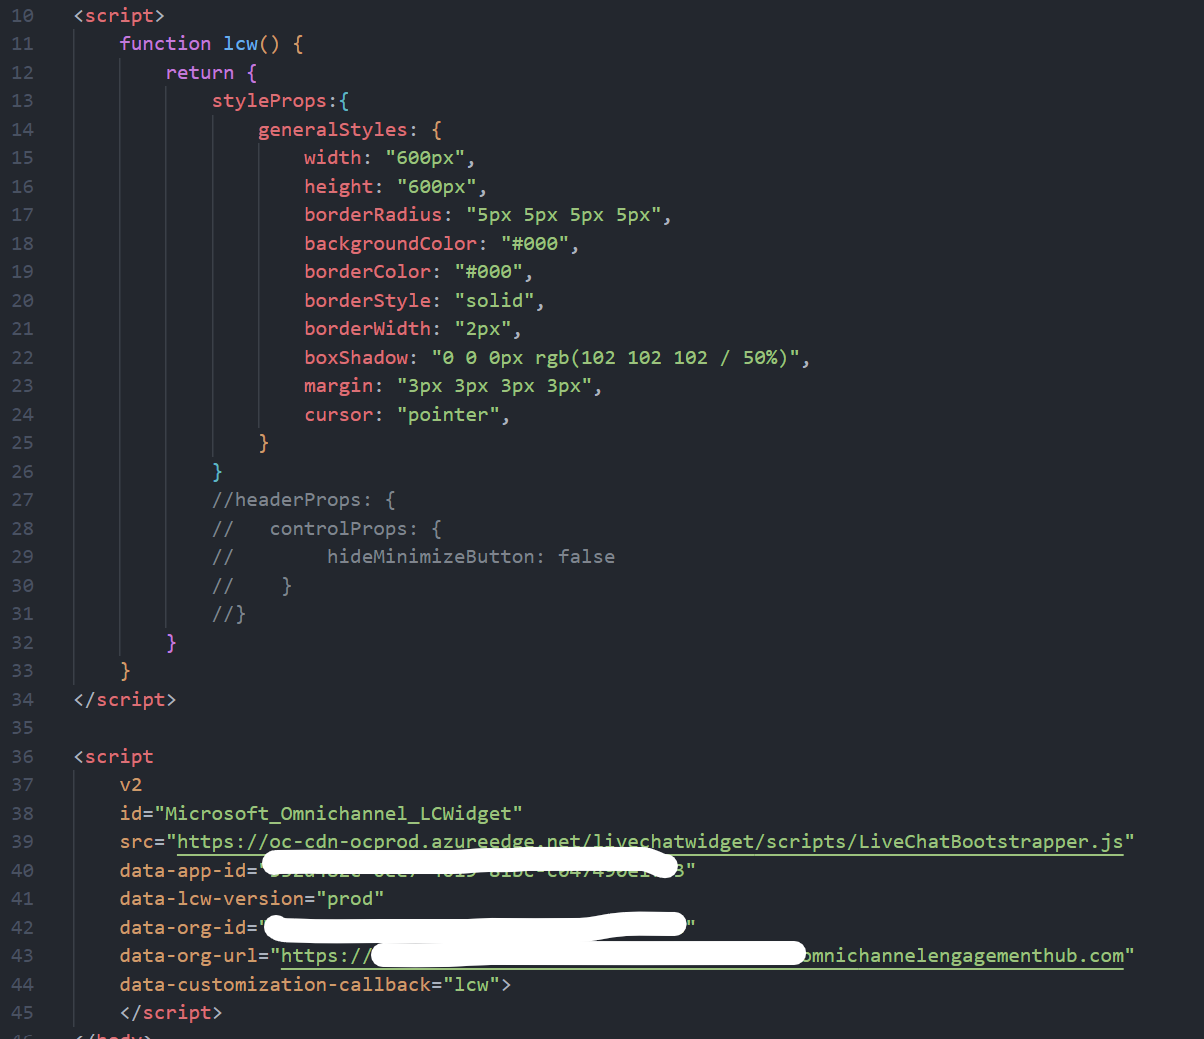 10 <script>
11 function lcw() {
12 return {
13 styleProps:{
14 generalStyles: {
15 width: "600px",
16 height: "600px",
17 borderRadius: "5px 5px 5px 5px",
18 backgroundColor: "#000",
19 borderColor: "#000",
20 borderStyle: "solid",
21 borderWidth: "2px",
22 boxShadow: "0 0 0px rgb(102 102 102 / 50%)",
23 margin: "3px 3px 3px 3px",
24 cursor: "pointer",
25 }
26 }
27 //headerProps: {
28 // controlProps: {
29 // hideMinimizeButton: false
30 // }
31 //}
32 }
33 }
34 </script>
35
36 <script
37 v2
38 id="Microsoft_Omnichannel_LCWidget"
39 src="https://oc-cdn-ocprod.azureedge.net/livechatwidget/scripts/LiveChatBootstrapper.js"
40 data-app-id="
41 data-lcw-version="prod"
42 data-org-id=" "
43 data-org-url="https:// omnichannelengagementhub.com"
44 data-customization-callback="lcw">
45 </script>